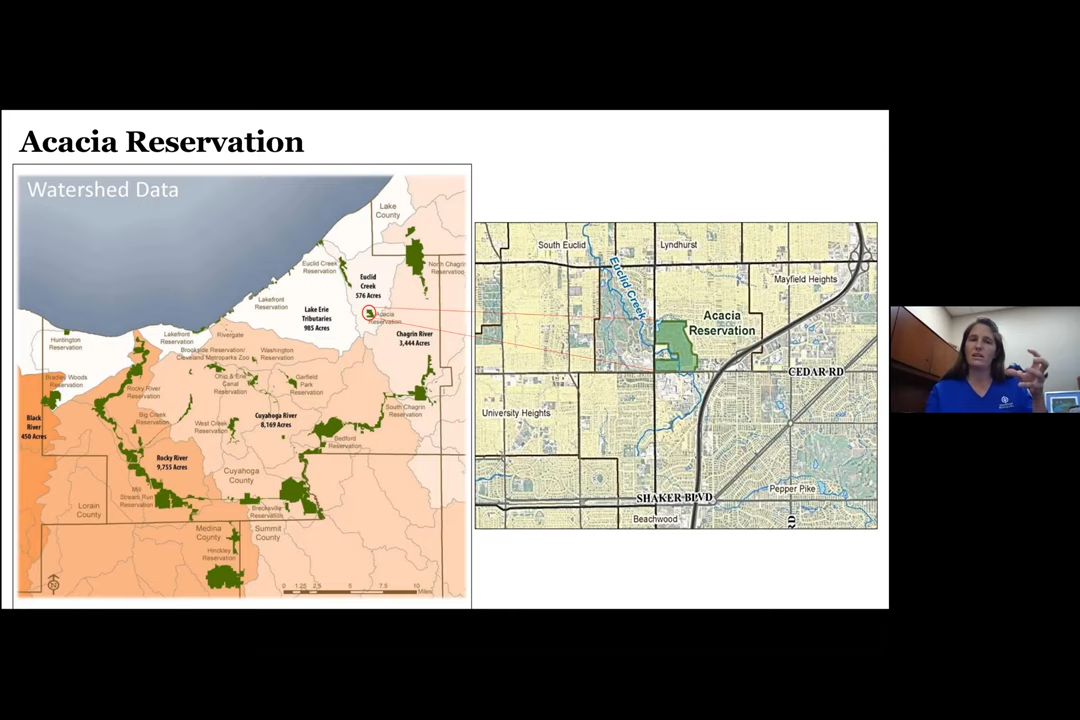 Acacia Reservation
Watershed Data
Lake
County
North Chagrin
Reservation
Euclid Creek
Reservation
Euclid
Creek
576 Acres
Lakefront
Reservation
Lake Erie
Tributaries
985 Acres
Acacia
Reservation
Chagrin River
3,444 Acres
Huntington
Reservation
Lakefront
Reservation
Rivergate
Brookside Reservation/
Cleveland Metroparks Zoo
Washington
Reservation
Bradley Woods
Reservation
Rocky River
Reservation
Ohio & Erie
Canal
Reservation
Garfield
Park
Reservation
Black
River
450 Acres
Big Creek
Reservation
West Creek
Reservation
Cuyahoga River
8,169 Acres
South Chagrin
Reservation
Bedford
Reservation
Rocky River
9,755 Acres
Cuyahoga
County
Mill
Stream Run
Reservation
Lorain
County
Brecksville
Reservation
Medina
County
Summit
County
Hinckley
Reservation
N
0 1.25 2.5 5 7.5 10
Miles
South Euclid
Lyndhurst
Euclid Creek
Mayfield Heights
Acacia
Reservation
CEDAR RD
University Heights
SHAKER BLVD
Pepper Pike
Beachwood
RD